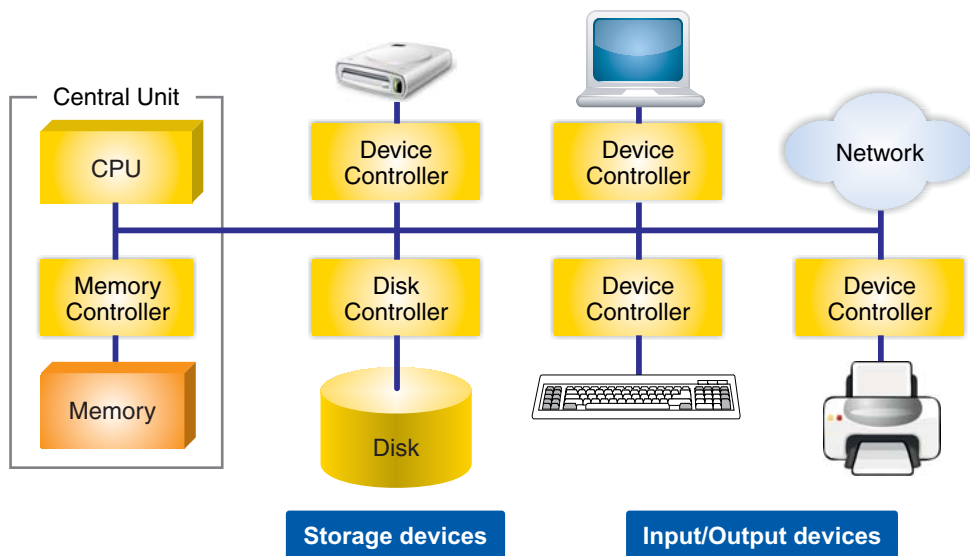 Central Unit
CPU
Device
Controller
Device
Controller
Network
Memory
Controller
Disk
Controller
Device
Controller
Device
Controller
Memory
Disk
Storage devices
Input/Output devices